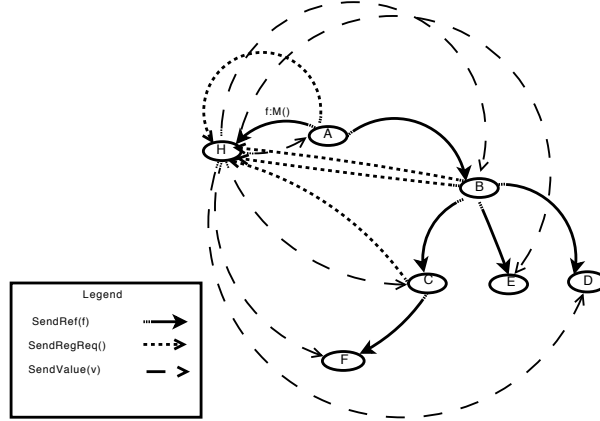 f:M()
A
H
B
C
E
D
F
Legend
SendRef(f)
SendRegReq()
SendValue(v)